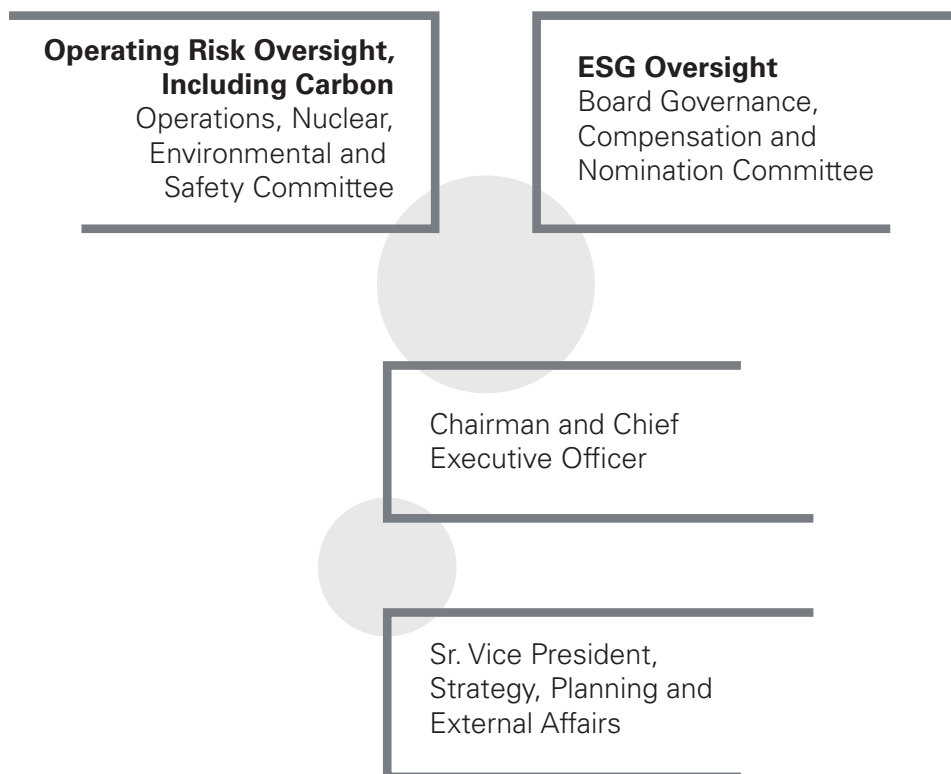 Operating Risk Oversight,
Including Carbon
Operations, Nuclear,
Environmental and
Safety Committee
ESG Oversight
Board Governance,
Compensation and
Nomination Committee
Chairman and Chief
Executive Officer
Sr. Vice President,
Strategy, Planning and
External Affairs